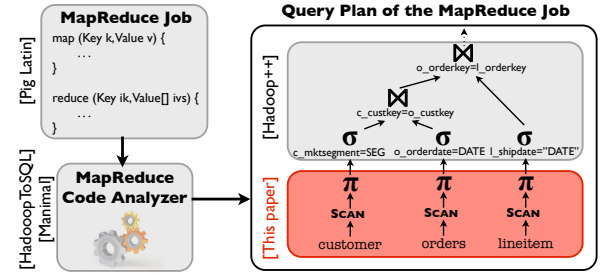 MapReduce Job
[Pig Latin]
map (Key k,Value v) {
...
}
reduce (Key ik,Value[] ivs) {
...
}
[HadooopToSQL]
[Manimal]
MapReduce
Code Analyzer
Query Plan of the MapReduce Job
[Hadoop++]
⋈
o_orderkey=l_orderkey
⋈
c_custkey=o_custkey
σ σ σ
c_mktsegment=SEG o_orderdate=DATE l_shipdate="DATE"
[This paper]
π π π
SCAN SCAN SCAN
customer orders lineitem